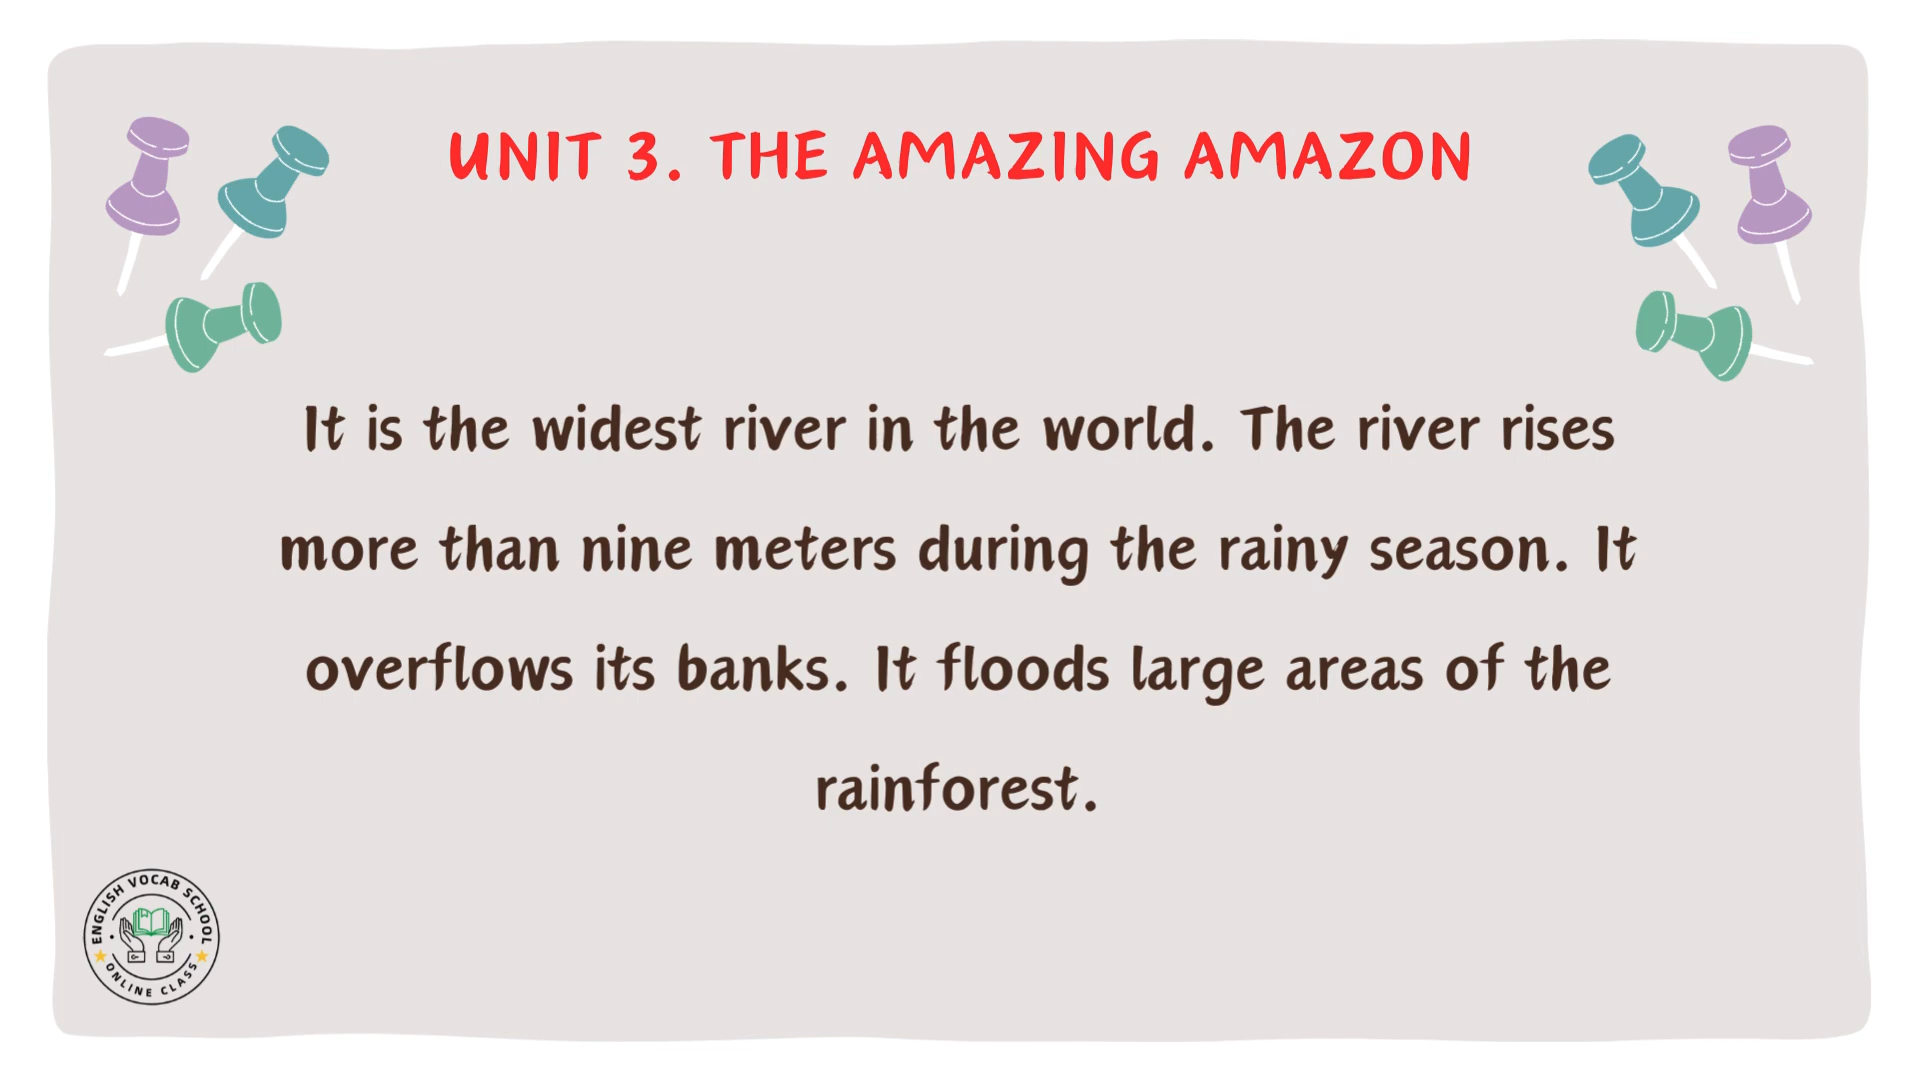 UNIT 3. THE AMAZING AMAZON
It is the widest river in the world. The river rises
more than nine meters during the rainy season. It
overflows its banks. It floods large areas of the
rainforest.
ENGLISH VOCAB SCHOOL
ONLINE CLASS